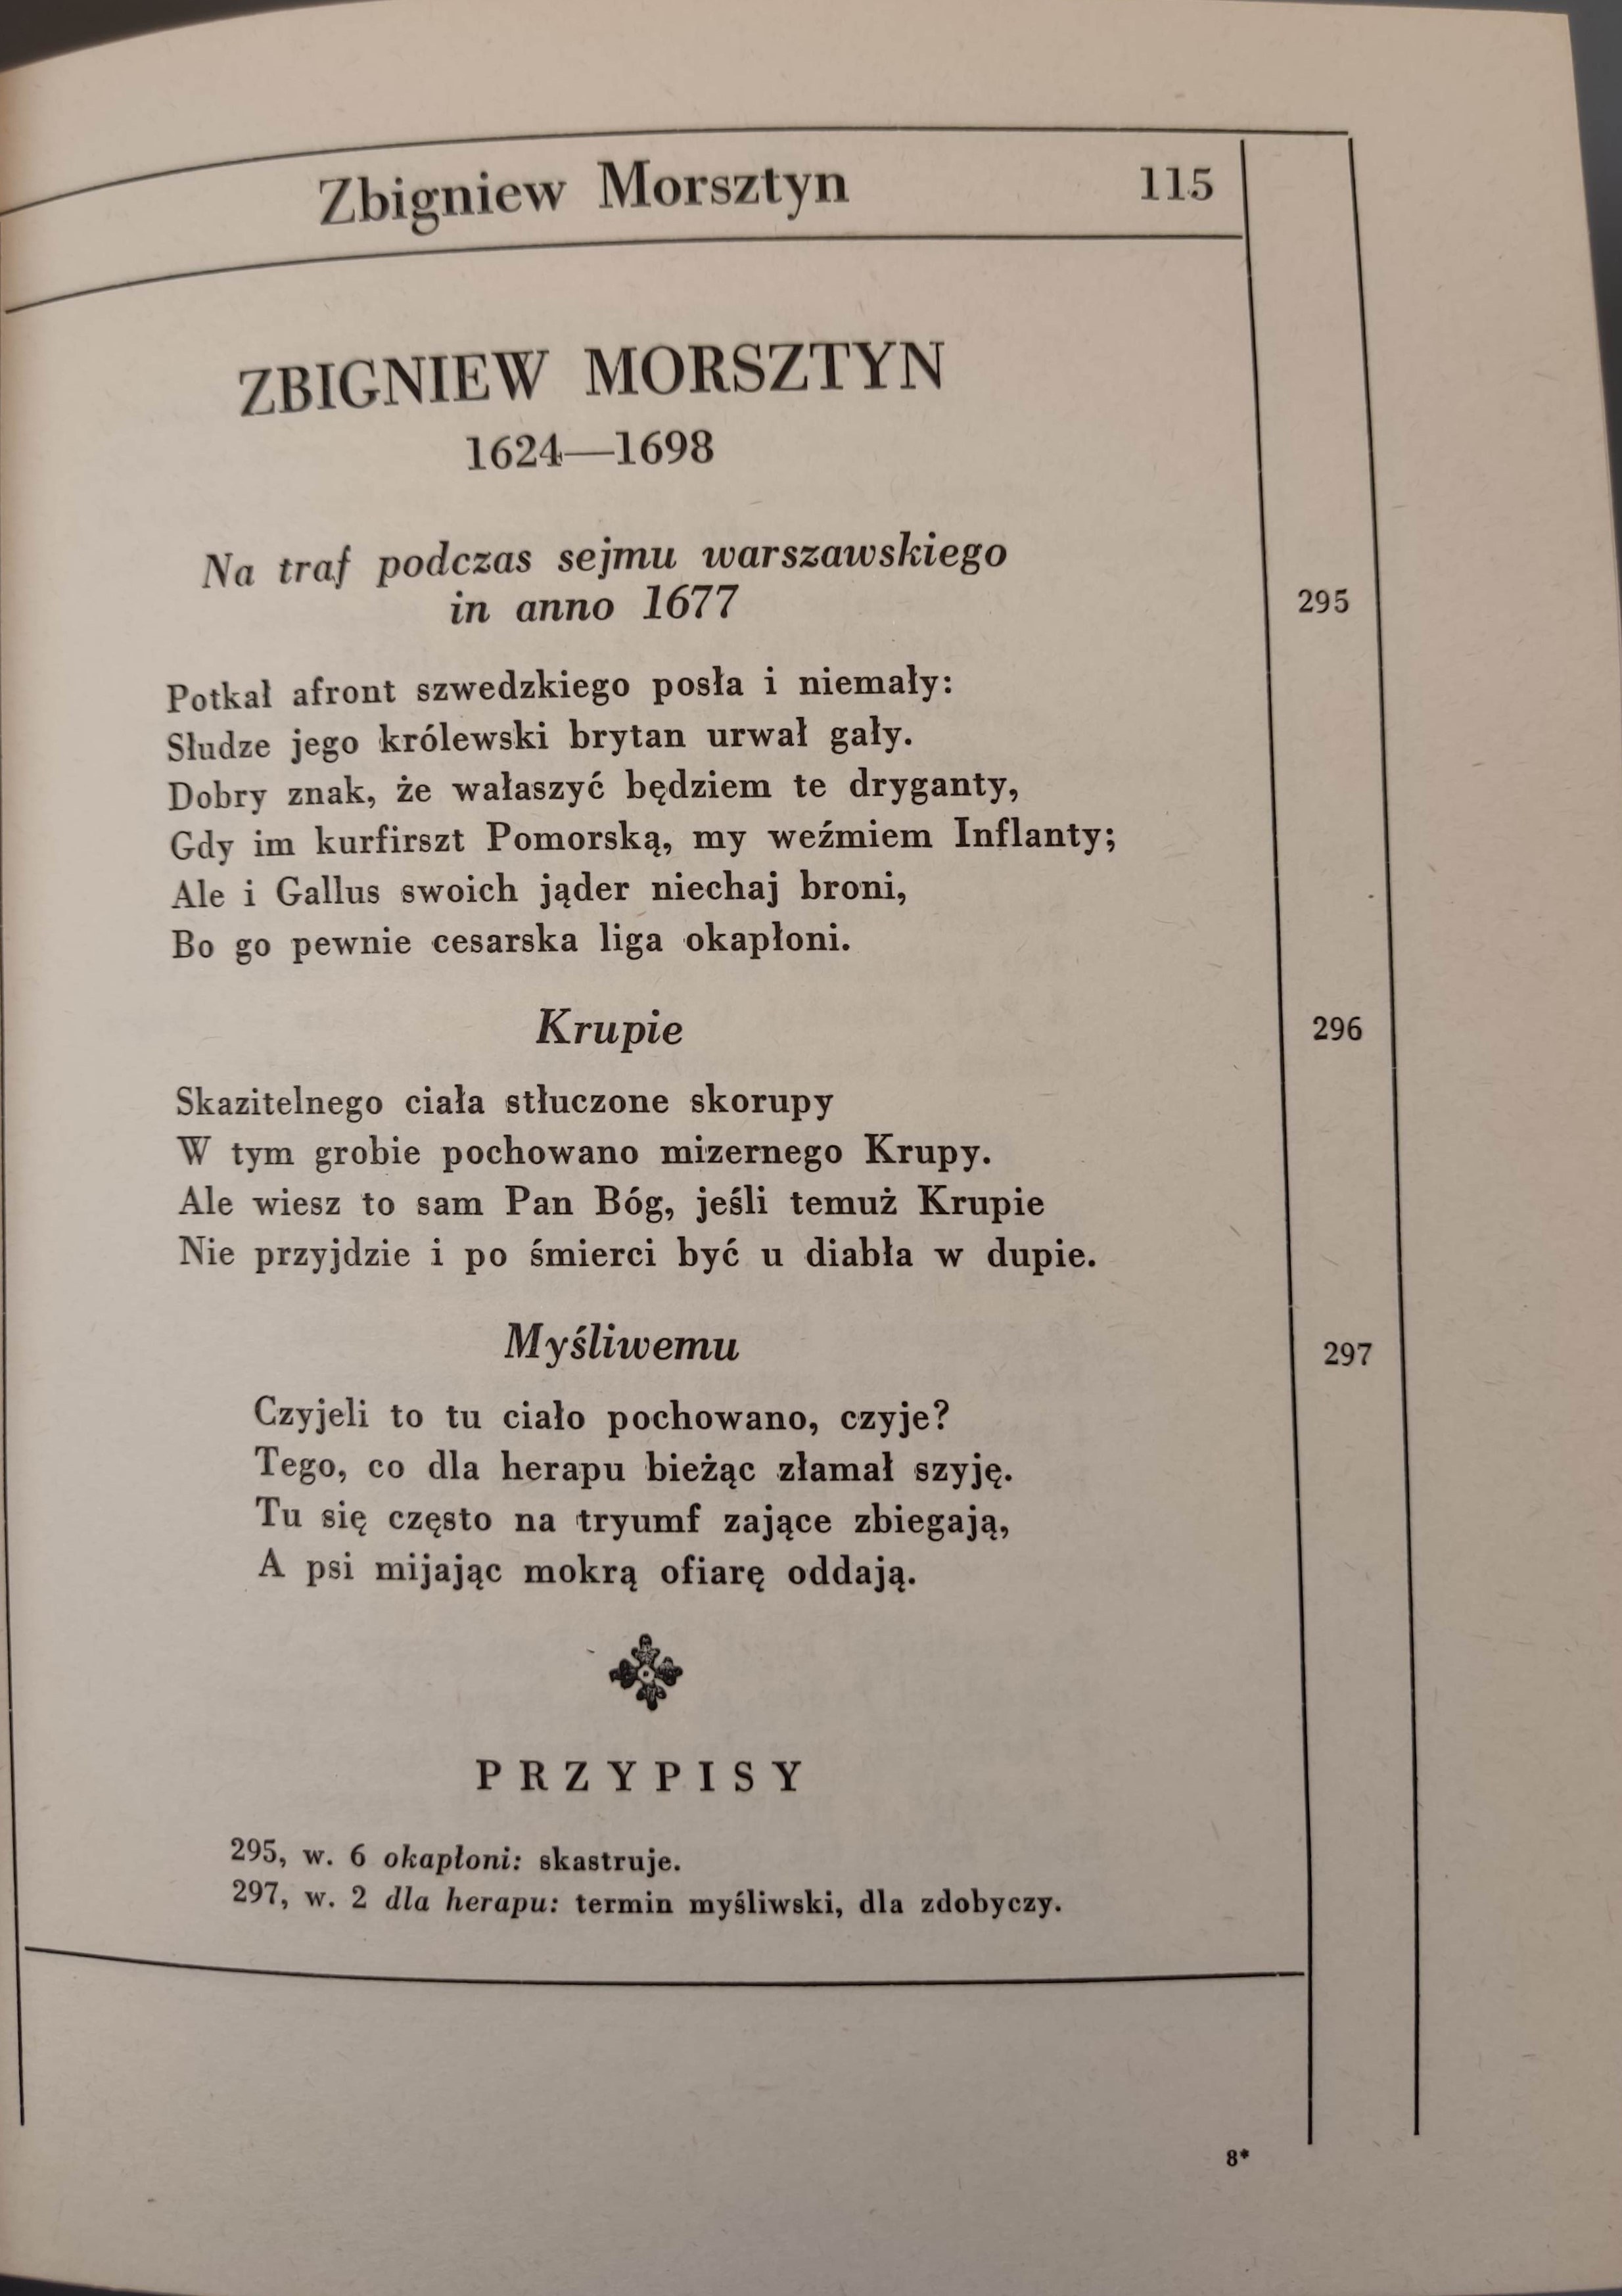 Zbigniew Morsztyn 115
ZBIGNIEW MORSZTYN
1624—1698
Na traf podczas sejmu warszawskiego
in anno 1677
295
Potkał afront szwedzkiego posła i niemały:
Słudze jego królewski brytan urwał gały.
Dobry znak, że wałaszyć będziem te dryganty,
Gdy im kurfirszt Pomorską, my weźmiem Inflanty;
Ale i Gallus swoich jąder niechaj broni,
Bo go pewnie cesarska liga okapłoni.
Krupie
296
Skazitelnego ciała stłuczone skorupy
W tym grobie pochowano mizernego Krupy.
Ale wiesz to sam Pan Bóg, jeśli temuż Krupie
Nie przyjdzie i po śmierci być u diabła w dupie.
Myśliwemu
297
Czyjeli to tu ciało pochowano, czyje?
Tego, co dla herapu bieżąc złamał szyję.
Tu się często na tryumf zające zbiegają,
A psi mijając mokrą ofiarę oddają.
PRZYPISY
295, w. 6 okapłoni: skastruje.
297, w. 2 dla herapu: termin myśliwski, dla zdobyczy.
8*